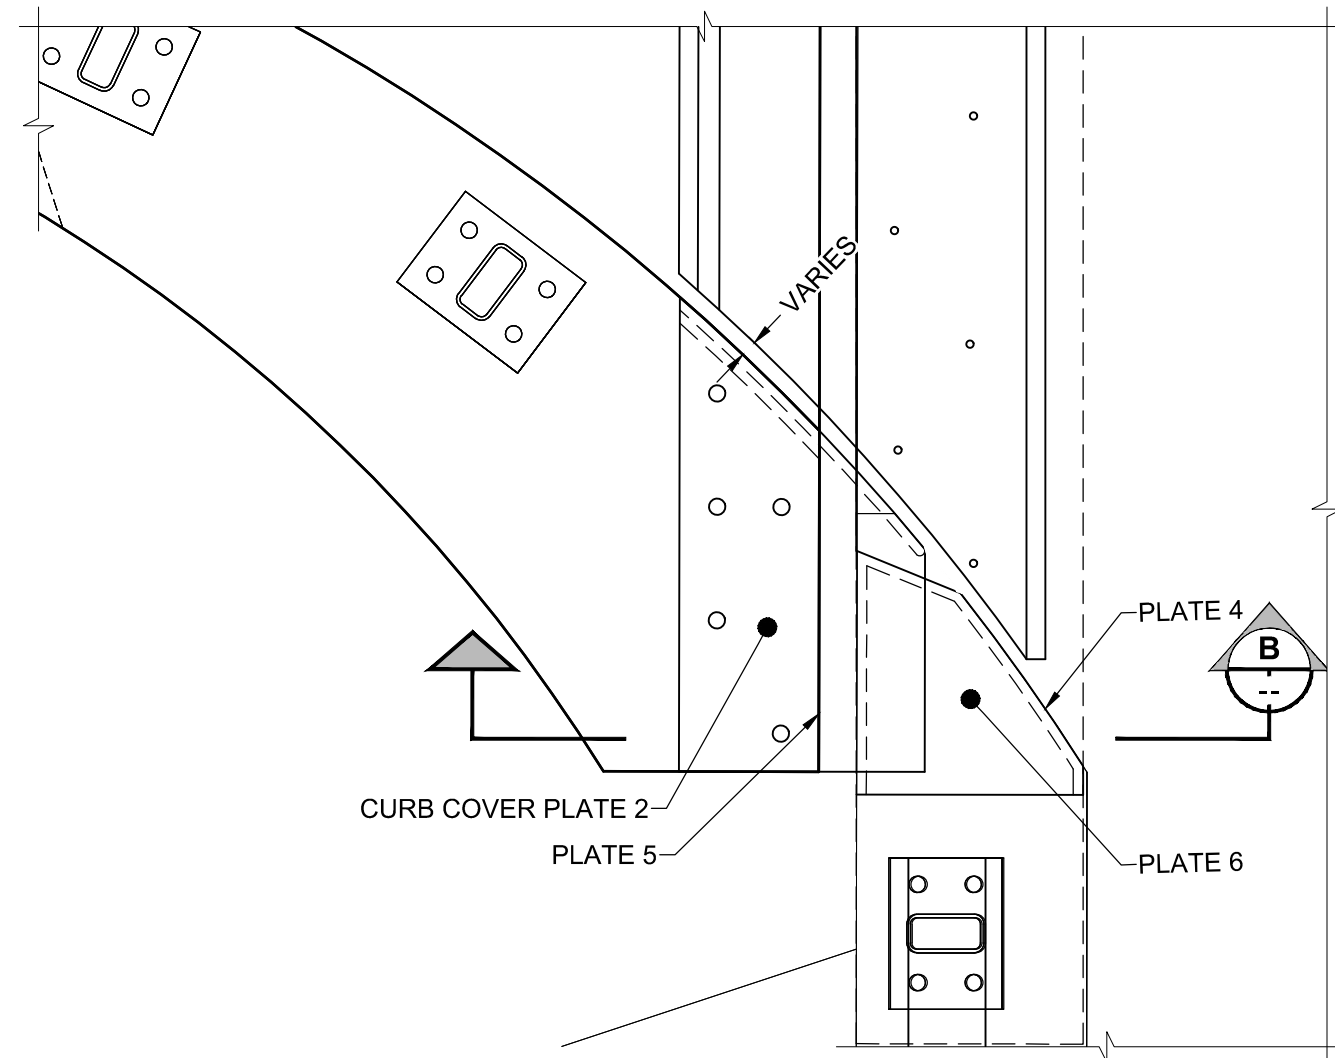 VARIES
PLATE 4
B
--
CURB COVER PLATE 2
PLATE 5
PLATE 6